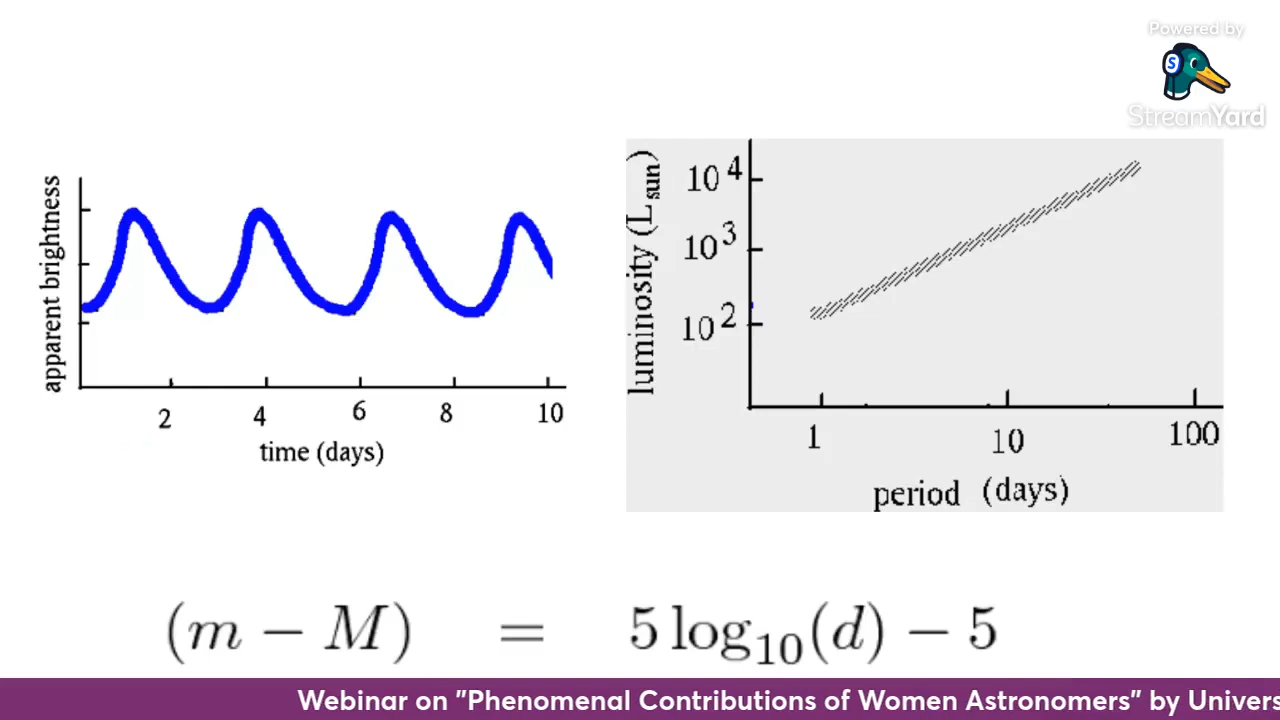 Powered by
S
StreamYard
apparent brightness
2 4 6 8 10
time (days)
luminosity (L sun)
10 4
10 3
10 2
1 10 100
period (days)
(m − M) = 5 log10(d) − 5
Webinar on "Phenomenal Contributions of Women Astronomers" by Univers